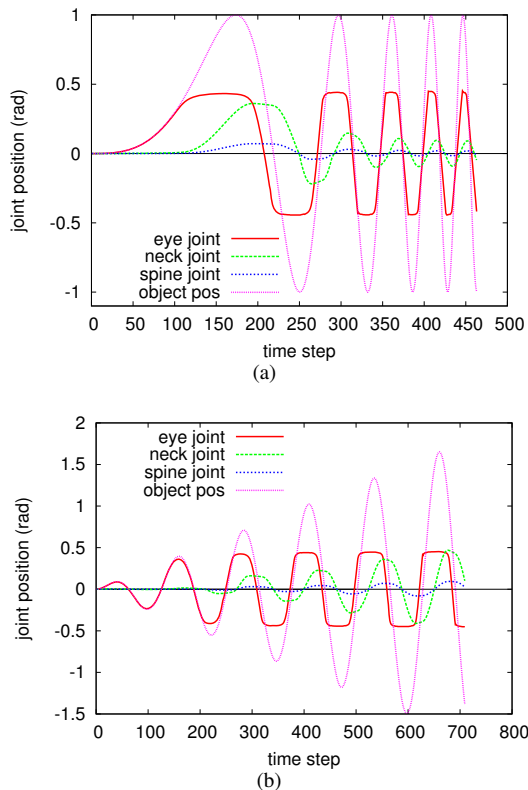 1
0.5
0
-0.5
-1
joint position (rad)
eye joint
neck joint
spine joint
object pos
0 50 100 150 200 250 300 350 400 450 500
time step
(a)
2
1.5
1
0.5
0
-0.5
-1
-1.5
joint position (rad)
eye joint
neck joint
spine joint
object pos
0 100 200 300 400 500 600 700 800
time step
(b)